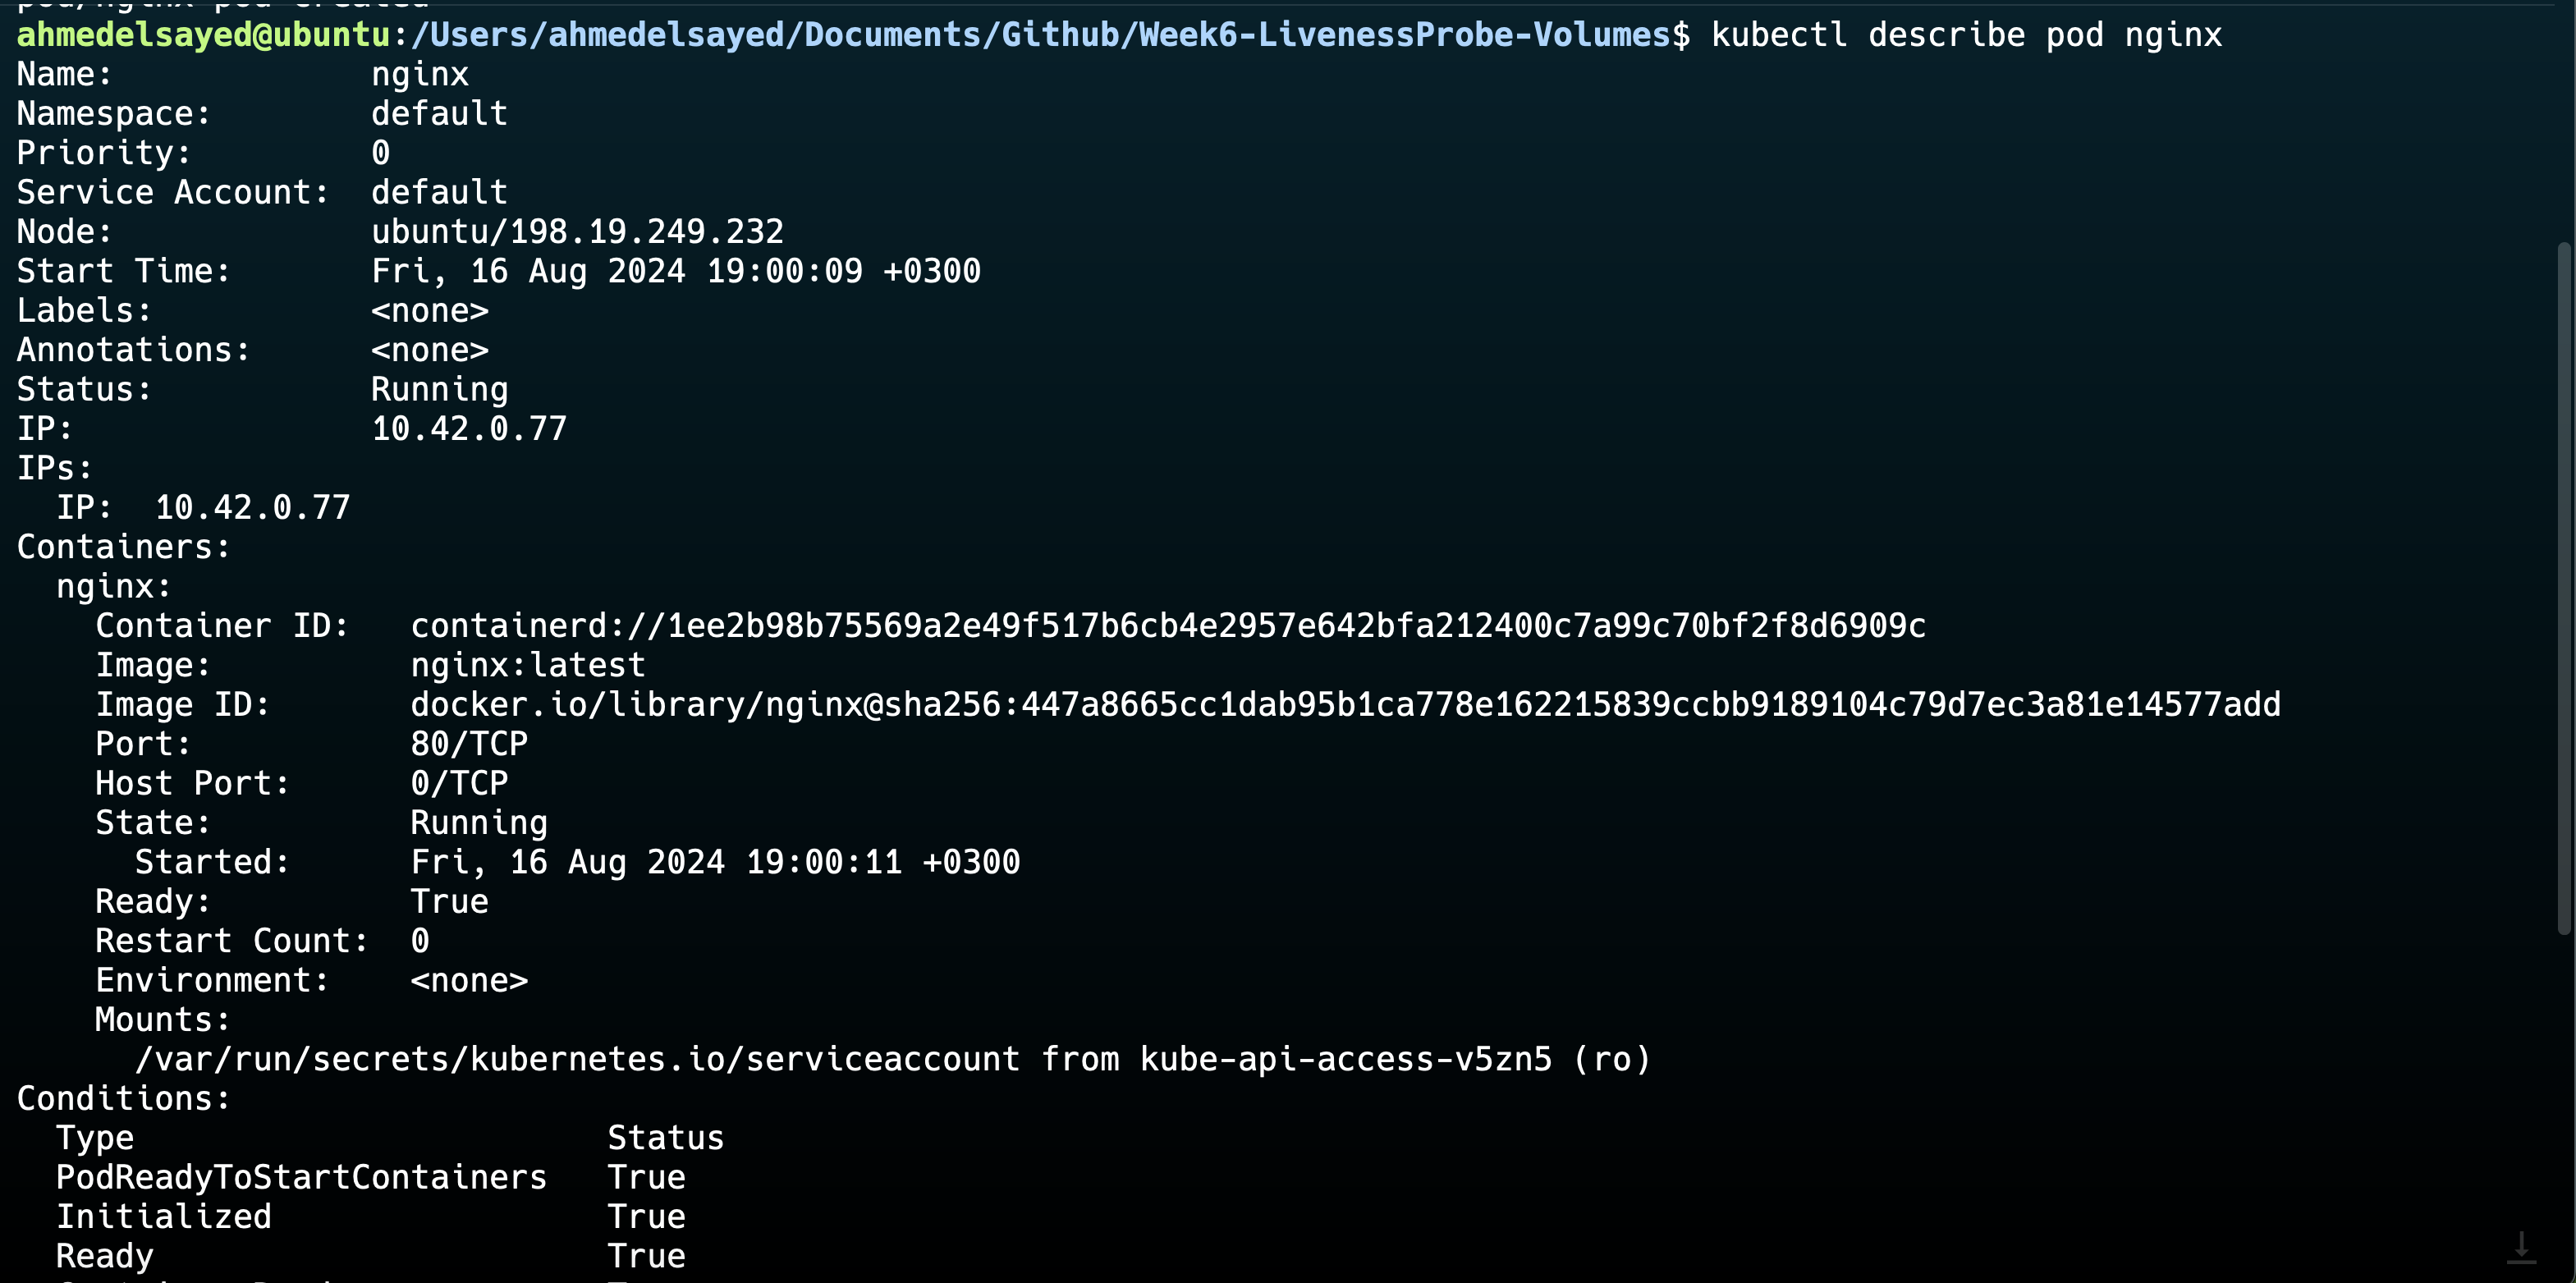 pod/nginx-pod created
ahmedelsayed@ubuntu:/Users/ahmedelsayed/Documents/Github/Week6-LivenessProbe-Volumes$ kubectl describe pod nginx
Name:             nginx
Namespace:        default
Priority:         0
Service Account:  default
Node:             ubuntu/198.19.249.232
Start Time:       Fri, 16 Aug 2024 19:00:09 +0300
Labels:           <none>
Annotations:      <none>
Status:           Running
IP:               10.42.0.77
IPs:
  IP:  10.42.0.77
Containers:
  nginx:
    Container ID:   containerd://1ee2b98b75569a2e49f517b6cb4e2957e642bfa212400c7a99c70bf2f8d6909c
    Image:          nginx:latest
    Image ID:       docker.io/library/nginx@sha256:447a8665cc1dab95b1ca778e162215839ccbb9189104c79d7ec3a81e14577add
    Port:           80/TCP
    Host Port:      0/TCP
    State:          Running
      Started:      Fri, 16 Aug 2024 19:00:11 +0300
    Ready:          True
    Restart Count:  0
    Environment:    <none>
    Mounts:
      /var/run/secrets/kubernetes.io/serviceaccount from kube-api-access-v5zn5 (ro)
Conditions:
  Type                        Status
  PodReadyToStartContainers   True
  Initialized                 True
  Ready                       True